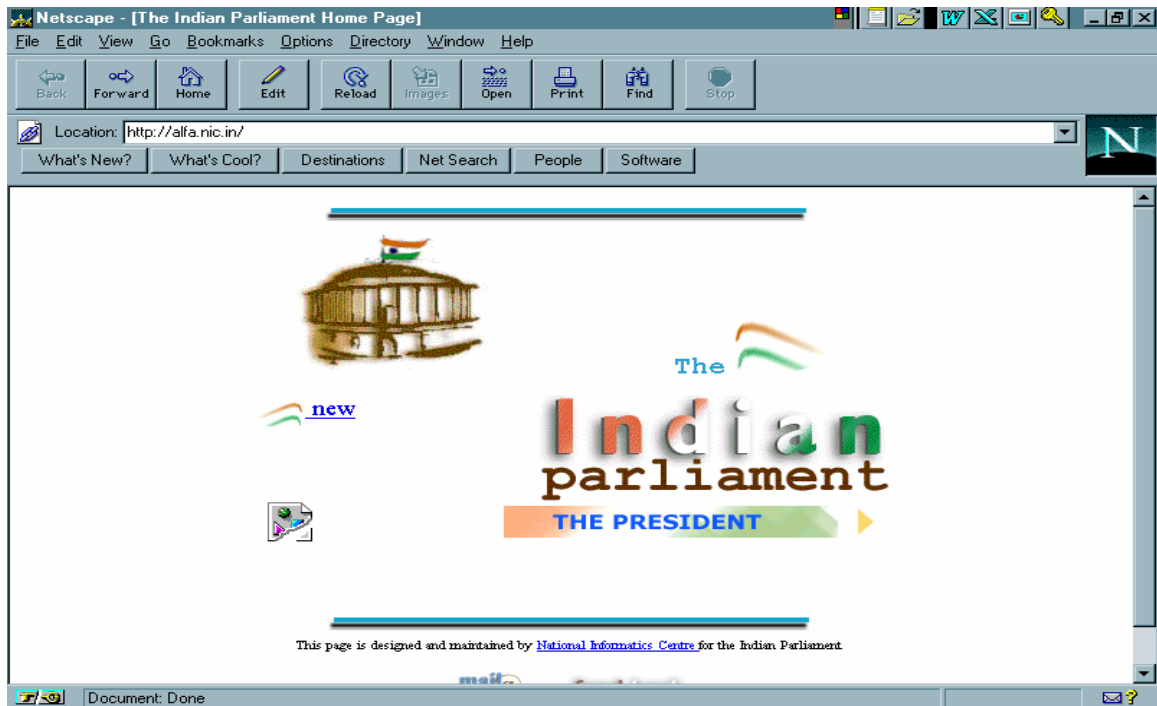 Netscape - [The Indian Parliament Home Page]
File Edit View Go Bookmarks Options Directory Window Help
Back Forward Home Edit Reload Images Open Print Find Stop
Location: http://alfa.nic.in/
What's New? What's Cool? Destinations Net Search People Software
The
new
Indian
parliament
THE PRESIDENT
This page is designed and maintained by National Informatics Centre for the Indian Parliament
Document: Done